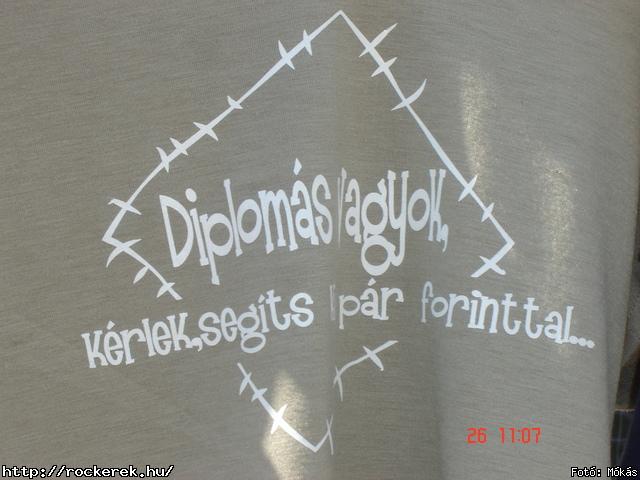 Diplomás vagyok,
kérlek, segíts pár forinttal...
26 11:07
http://rockerek.hu/
Fotó: Mókás